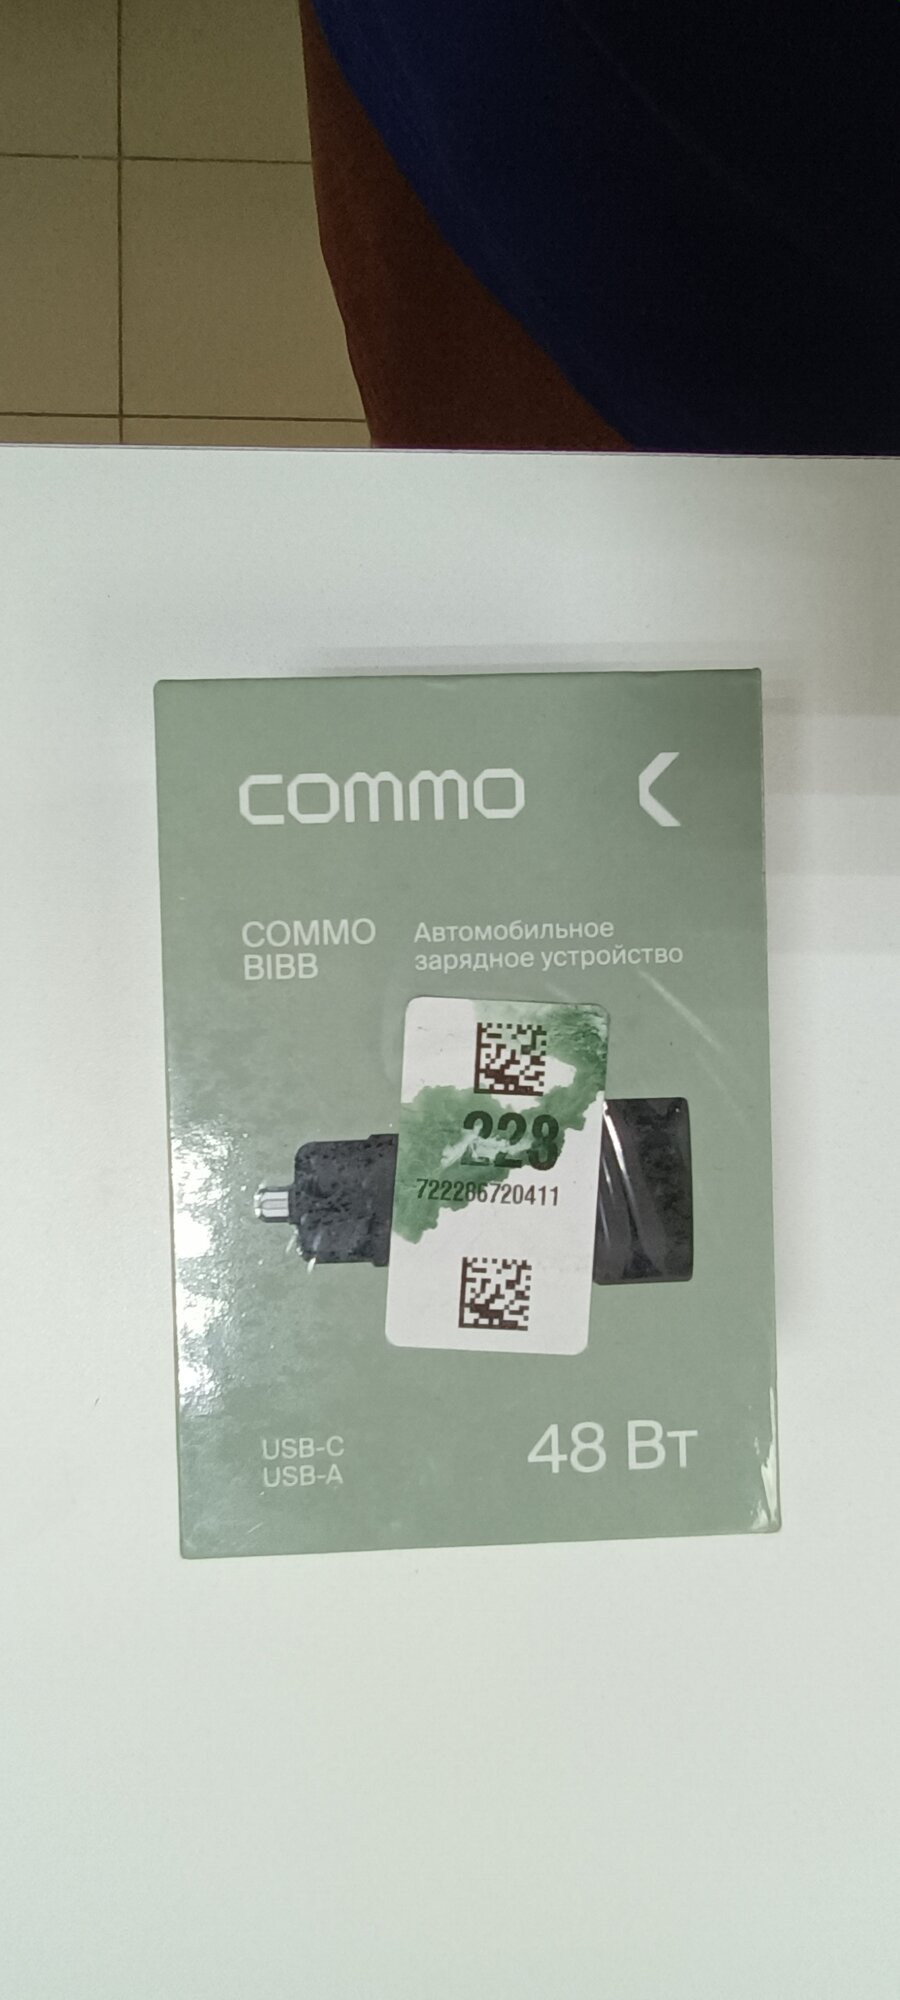 COMMO
COMMO
BIBB
Автомобильное
зарядное устройство
228
722286720411
USB-C
USB-A
48 Вт